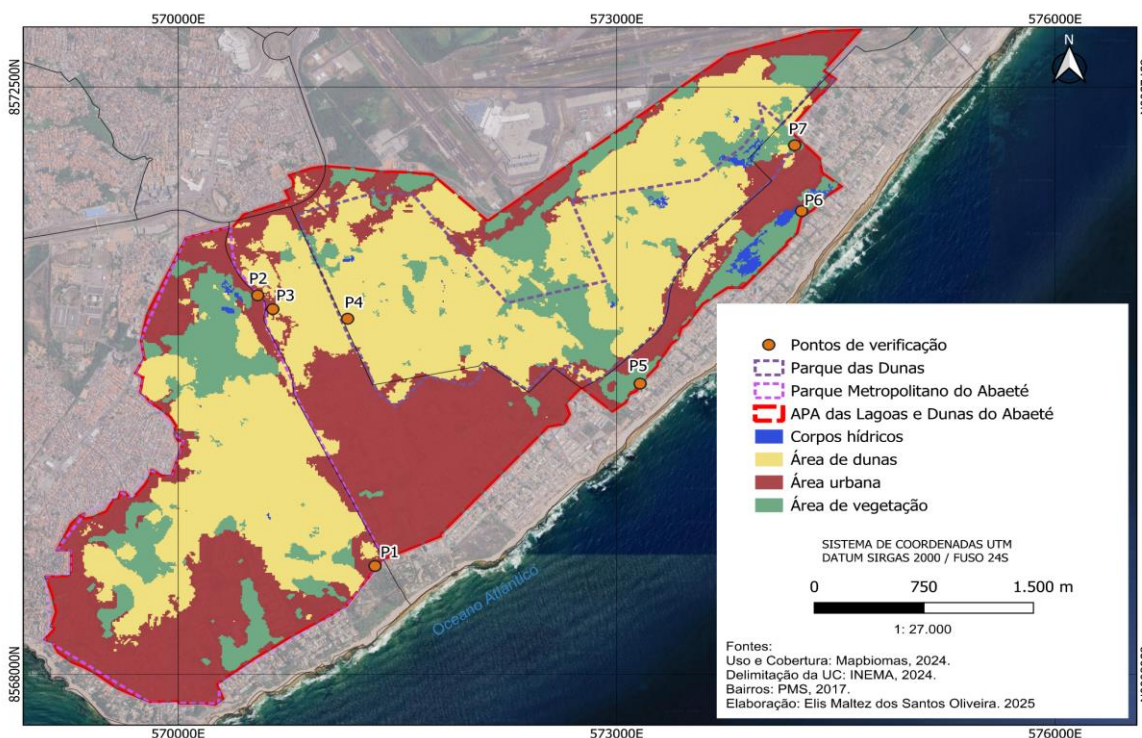 570000E
573000E
576000E
8572500N
N
P7
P6
P2
P3
P4
P5
P1
Oceano Atlântico
Pontos de verificação
Parque das Dunas
Parque Metropolitano do Abaeté
APA das Lagoas e Dunas do Abaeté
Corpos hídricos
Área de dunas
Área urbana
Área de vegetação
SISTEMA DE COORDENADAS UTM
DATUM SIRGAS 2000 / FUSO 24S
0 750 1.500 m
1: 27.000
Fontes:
Uso e Cobertura: Mapbiomas, 2024.
Delimitação da UC: INEMA, 2024.
Bairros: PMS, 2017.
Elaboração: Elis Maltez dos Santos Oliveira. 2025
8568000N
570000E
573000E
576000E